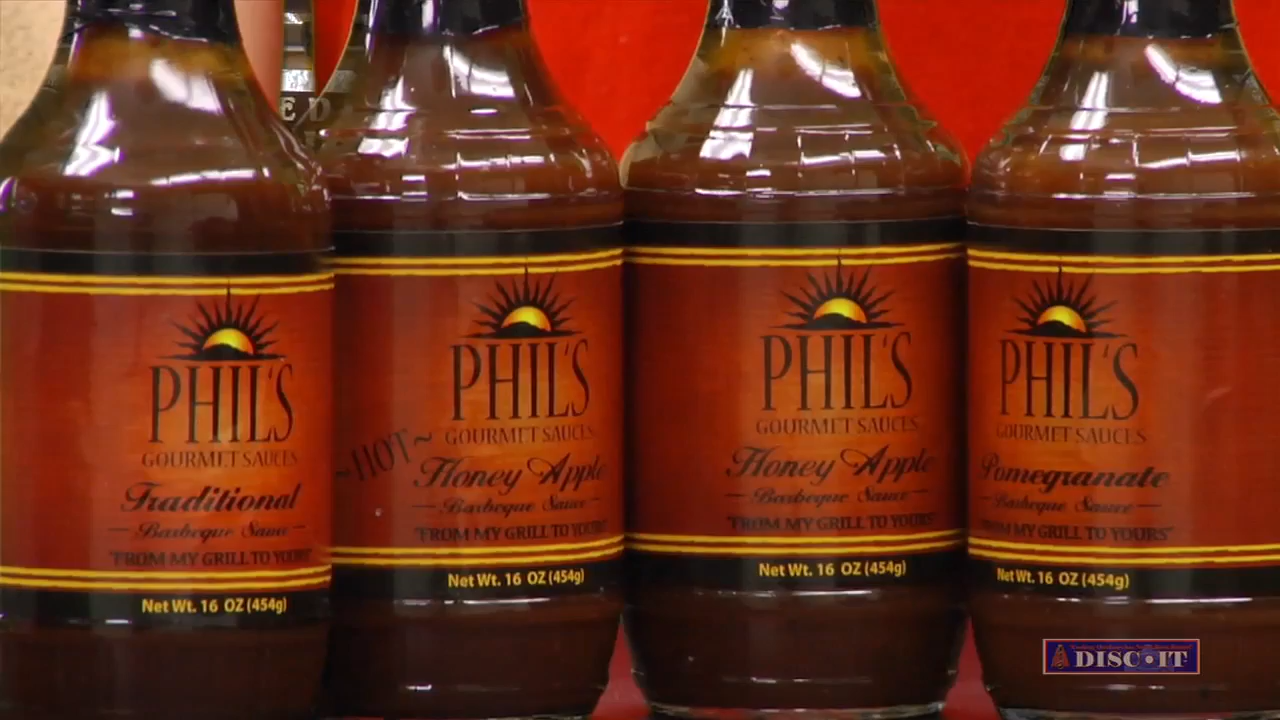 ED
PHIL'S
GOURMET SAUCES
Traditional
Barbeque Sauce
"FROM MY GRILL TO YOURS"
Net Wt. 16 OZ (454g)
PHIL'S
GOURMET SAUCES
~HOT~
Honey Apple
Barbeque Sauce
"FROM MY GRILL TO YOURS"
Net Wt. 16 OZ (454g)
PHIL'S
GOURMET SAUCES
Honey Apple
Barbeque Sauce
"FROM MY GRILL TO YOURS"
Net Wt. 16 OZ (454g)
PHIL'S
GOURMET SAUCES
Pomegranate
Barbeque Sauce
"FROM MY GRILL TO YOURS"
Net Wt. 16 OZ (454g)
DISC•IT